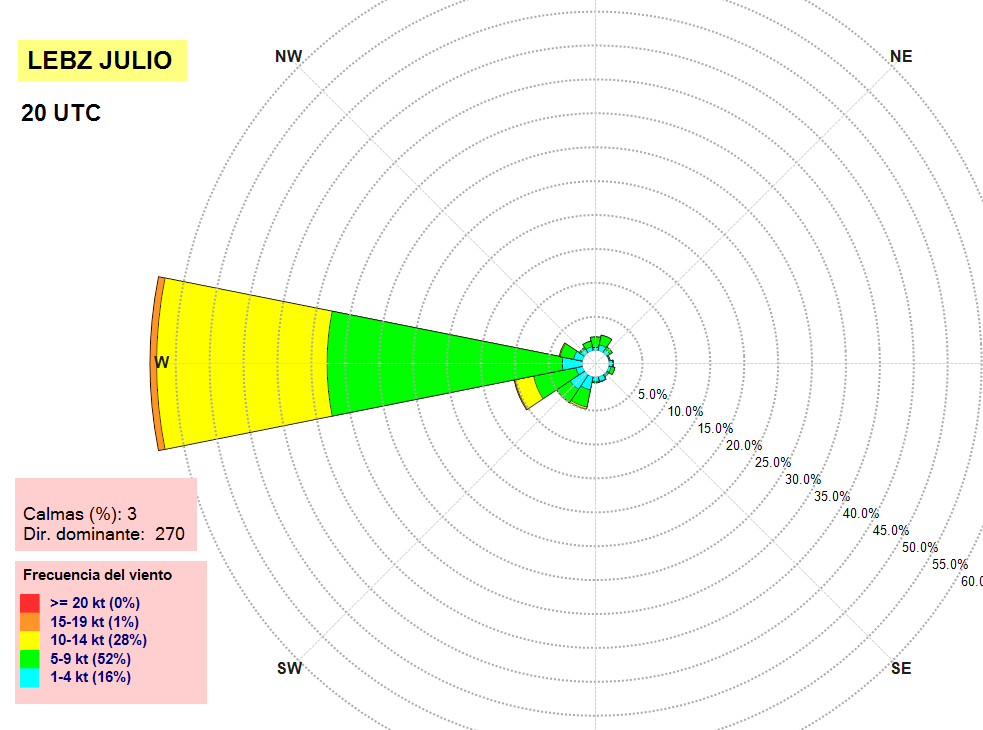 LEBZ JULIO
20 UTC
NW
NE
W
5.0%
10.0%
15.0%
20.0%
25.0%
30.0%
35.0%
40.0%
45.0%
50.0%
55.0%
60.0
SW
SE
Calmas (%): 3
Dir. dominante: 270
Frecuencia del viento
>= 20 kt (0%)
15-19 kt (1%)
10-14 kt (28%)
5-9 kt (52%)
1-4 kt (16%)